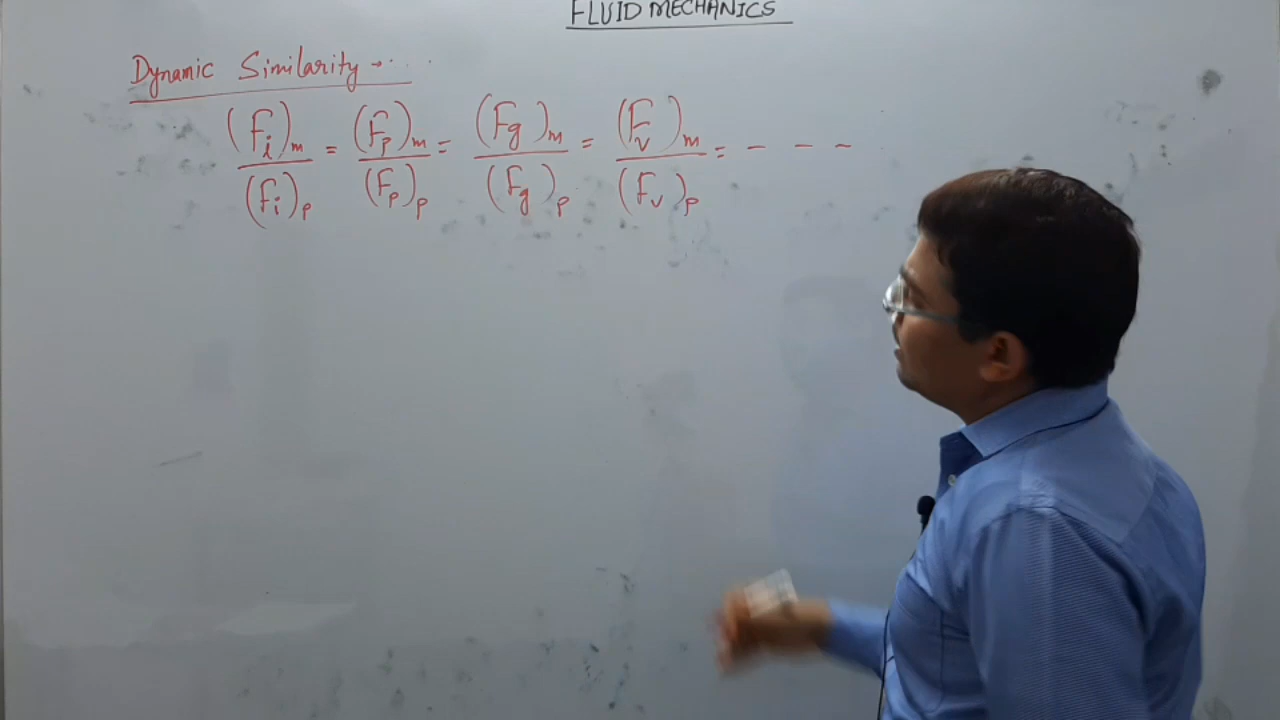 FLUID MECHANICS
Dynamic Similarity →. . .
(Fi)m/(Fi)p = (Fp)m/(Fp)p = (Fg)m/(Fg)p = (Fv)m/(Fv)p = - - -